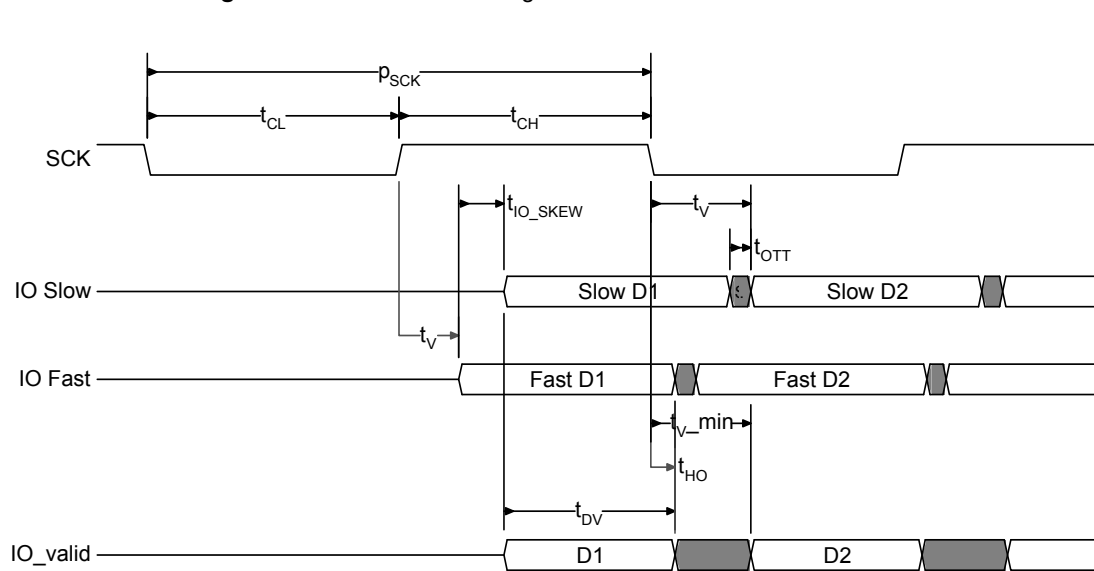 pSCK
tCL
tCH
SCK
tIO_SKEW
tV
tOTT
IO Slow
Slow D1
Slow D2
tV
IO Fast
Fast D1
Fast D2
tV_min
tHO
tDV
IO_valid
D1
D2